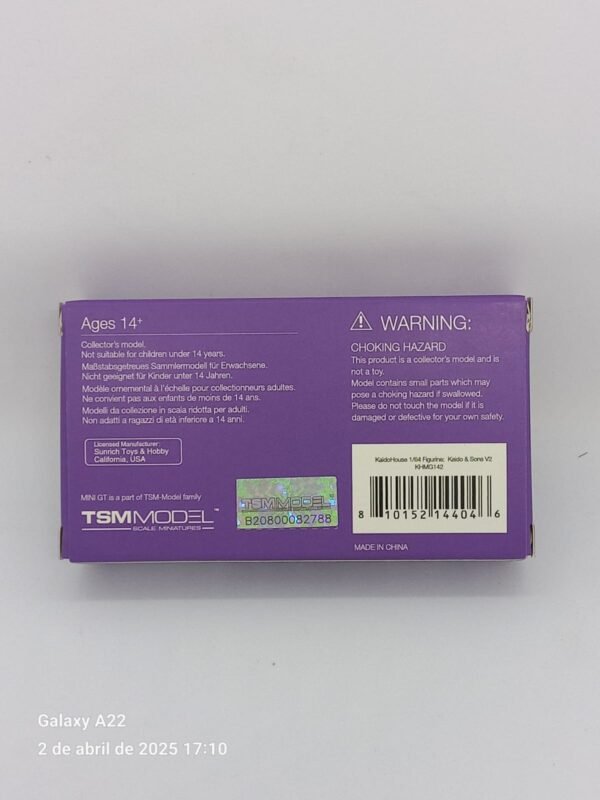 Ages 14+
Collector's model.
Not suitable for children under 14 years.
Maßstabsgetreues Sammlermodell für Erwachsene.
Nicht geeignet für Kinder unter 14 Jahren.
Modèle ornemental à l'échelle pour collectionneurs adultes.
Ne convient pas aux enfants de moins de 14 ans.
Modelli da collezione in scala ridotta per adulti.
Non adatti a ragazzi di età inferiore a 14 anni.
Licensed Manufacturer:
Sunrich Toys & Hobby
California, USA
MINI GT is a part of TSM-Model family
TSMMODEL™
SCALE MINIATURES
TSMMODEL
B20800082788
WARNING:
CHOKING HAZARD
This product is a collector's model and is
not a toy.
Model contains small parts which may
pose a choking hazard if swallowed.
Please do not touch the model if it is
damaged or defective for your own safety.
KaidoHouse 1/64 Figurine: Kaido & Sons V2
KHMG142
8 10152 14404 6
MADE IN CHINA
Galaxy A22
2 de abril de 2025 17:10